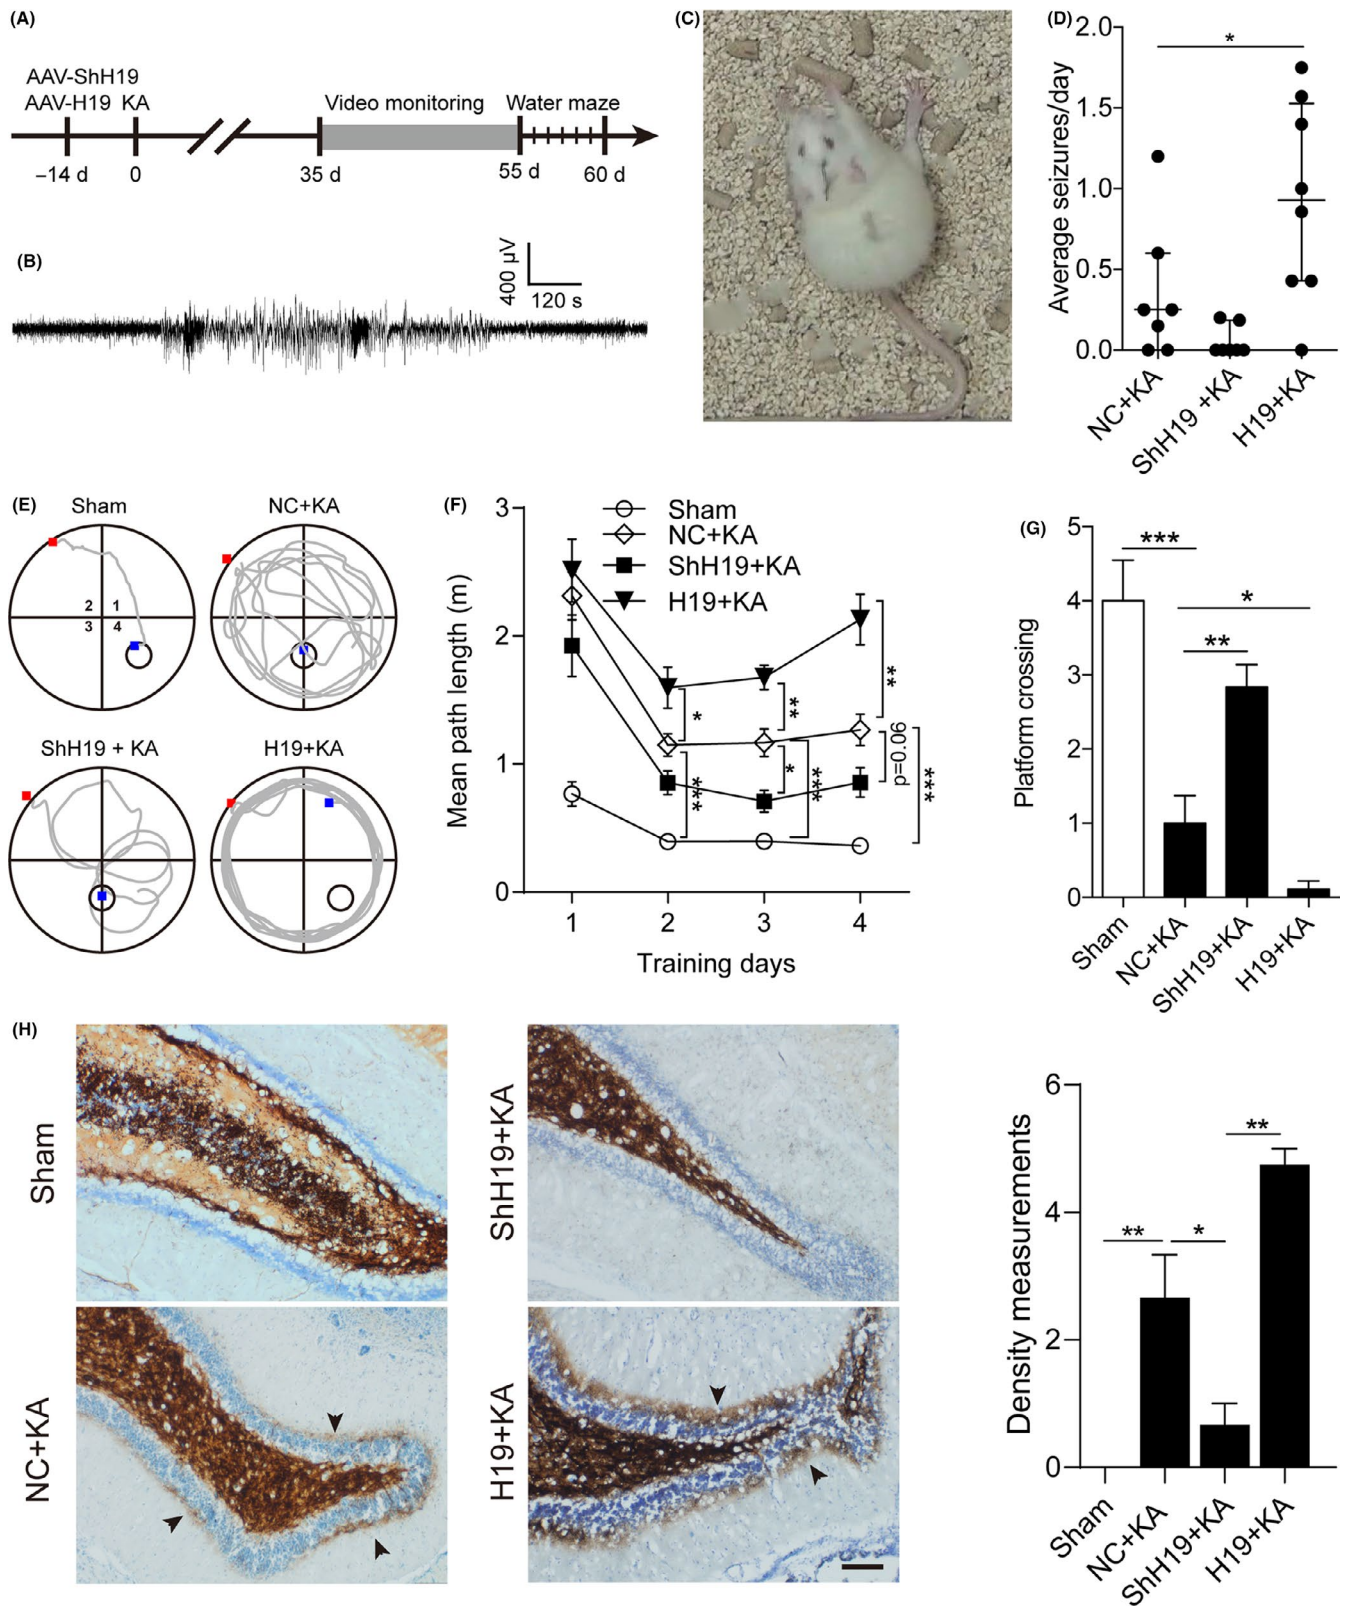 (A)
AAV-ShH19
AAV-H19 KA
Video monitoring
Water maze
−14 d
0
35 d
55 d
60 d
(B)
400 µV
120 s
(C)
(D)
Average seizures/day
2.0
1.5
1.0
0.5
0.0
*
NC+KA
ShH19 +KA
H19+KA
(E)
Sham
NC+KA
2 1
3 4
ShH19 + KA
H19+KA
(F)
Mean path length (m)
3
2
1
0
Sham
NC+KA
ShH19+KA
H19+KA
*
***
**
*
***
**
p=0.06
***
1 2 3 4
Training days
(G)
Platform crossing
5
4
3
2
1
0
***
*
**
Sham
NC+KA
ShH19+KA
H19+KA
(H)
Sham
ShH19+KA
NC+KA
H19+KA
Density measurements
6
4
2
0
**
*
**
Sham
NC+KA
ShH19+KA
H19+KA